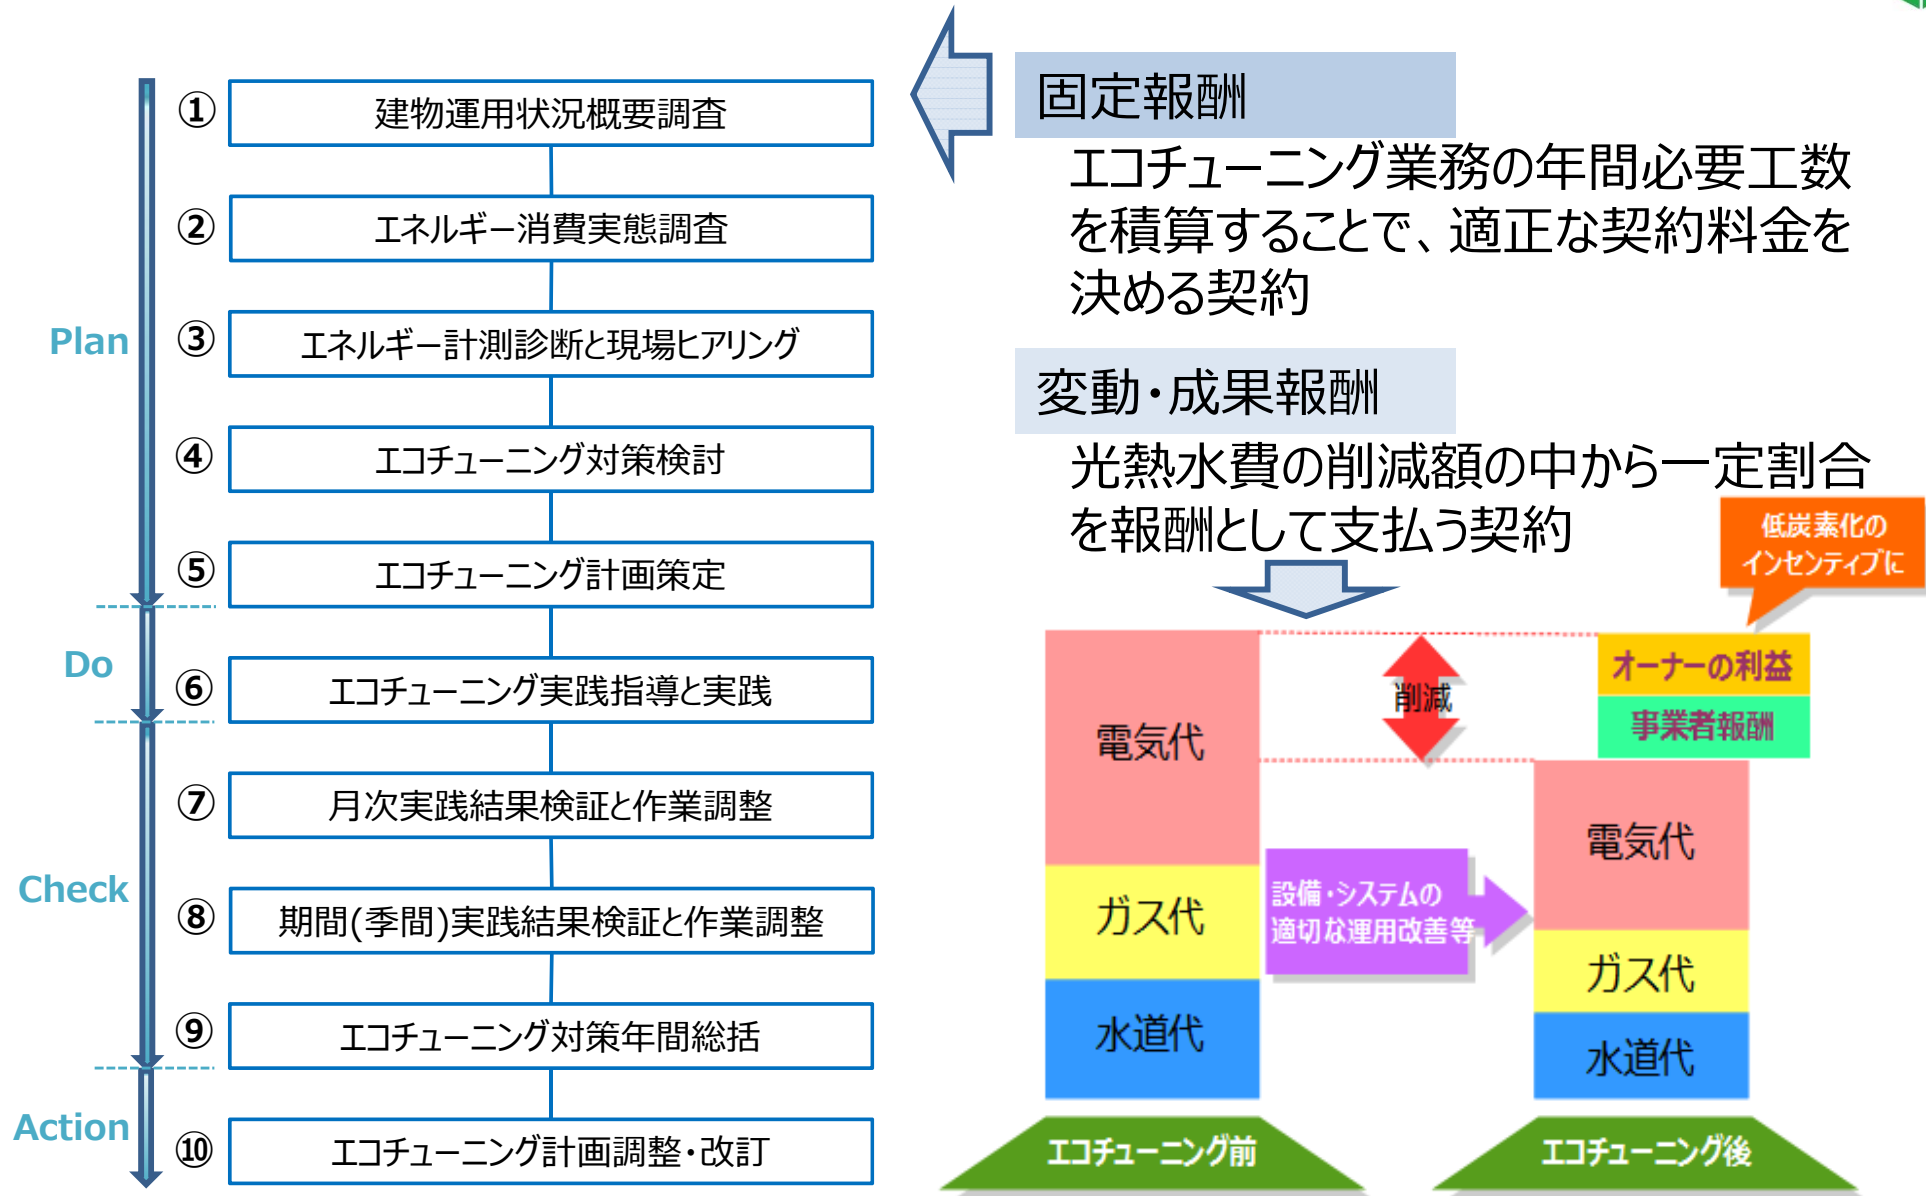 Plan
Do
Check
Action
① 建物運用状況概要調査
② エネルギー消費実態調査
③ エネルギー計測診断と現場ヒアリング
④ エコチューニング対策検討
⑤ エコチューニング計画策定
⑥ エコチューニング実践指導と実践
⑦ 月次実践結果検証と作業調整
⑧ 期間(季間)実践結果検証と作業調整
⑨ エコチューニング対策年間総括
⑩ エコチューニング計画調整・改訂
固定報酬
エコチューニング業務の年間必要工数
を積算することで、適正な契約料金を
決める契約
変動・成果報酬
光熱水費の削減額の中から一定割合
を報酬として支払う契約
低炭素化の
インセンティブに
電気代
ガス代
水道代
削減
設備・システムの
適切な運用改善等
オーナーの利益
事業者報酬
電気代
ガス代
水道代
エコチューニング前
エコチューニング後